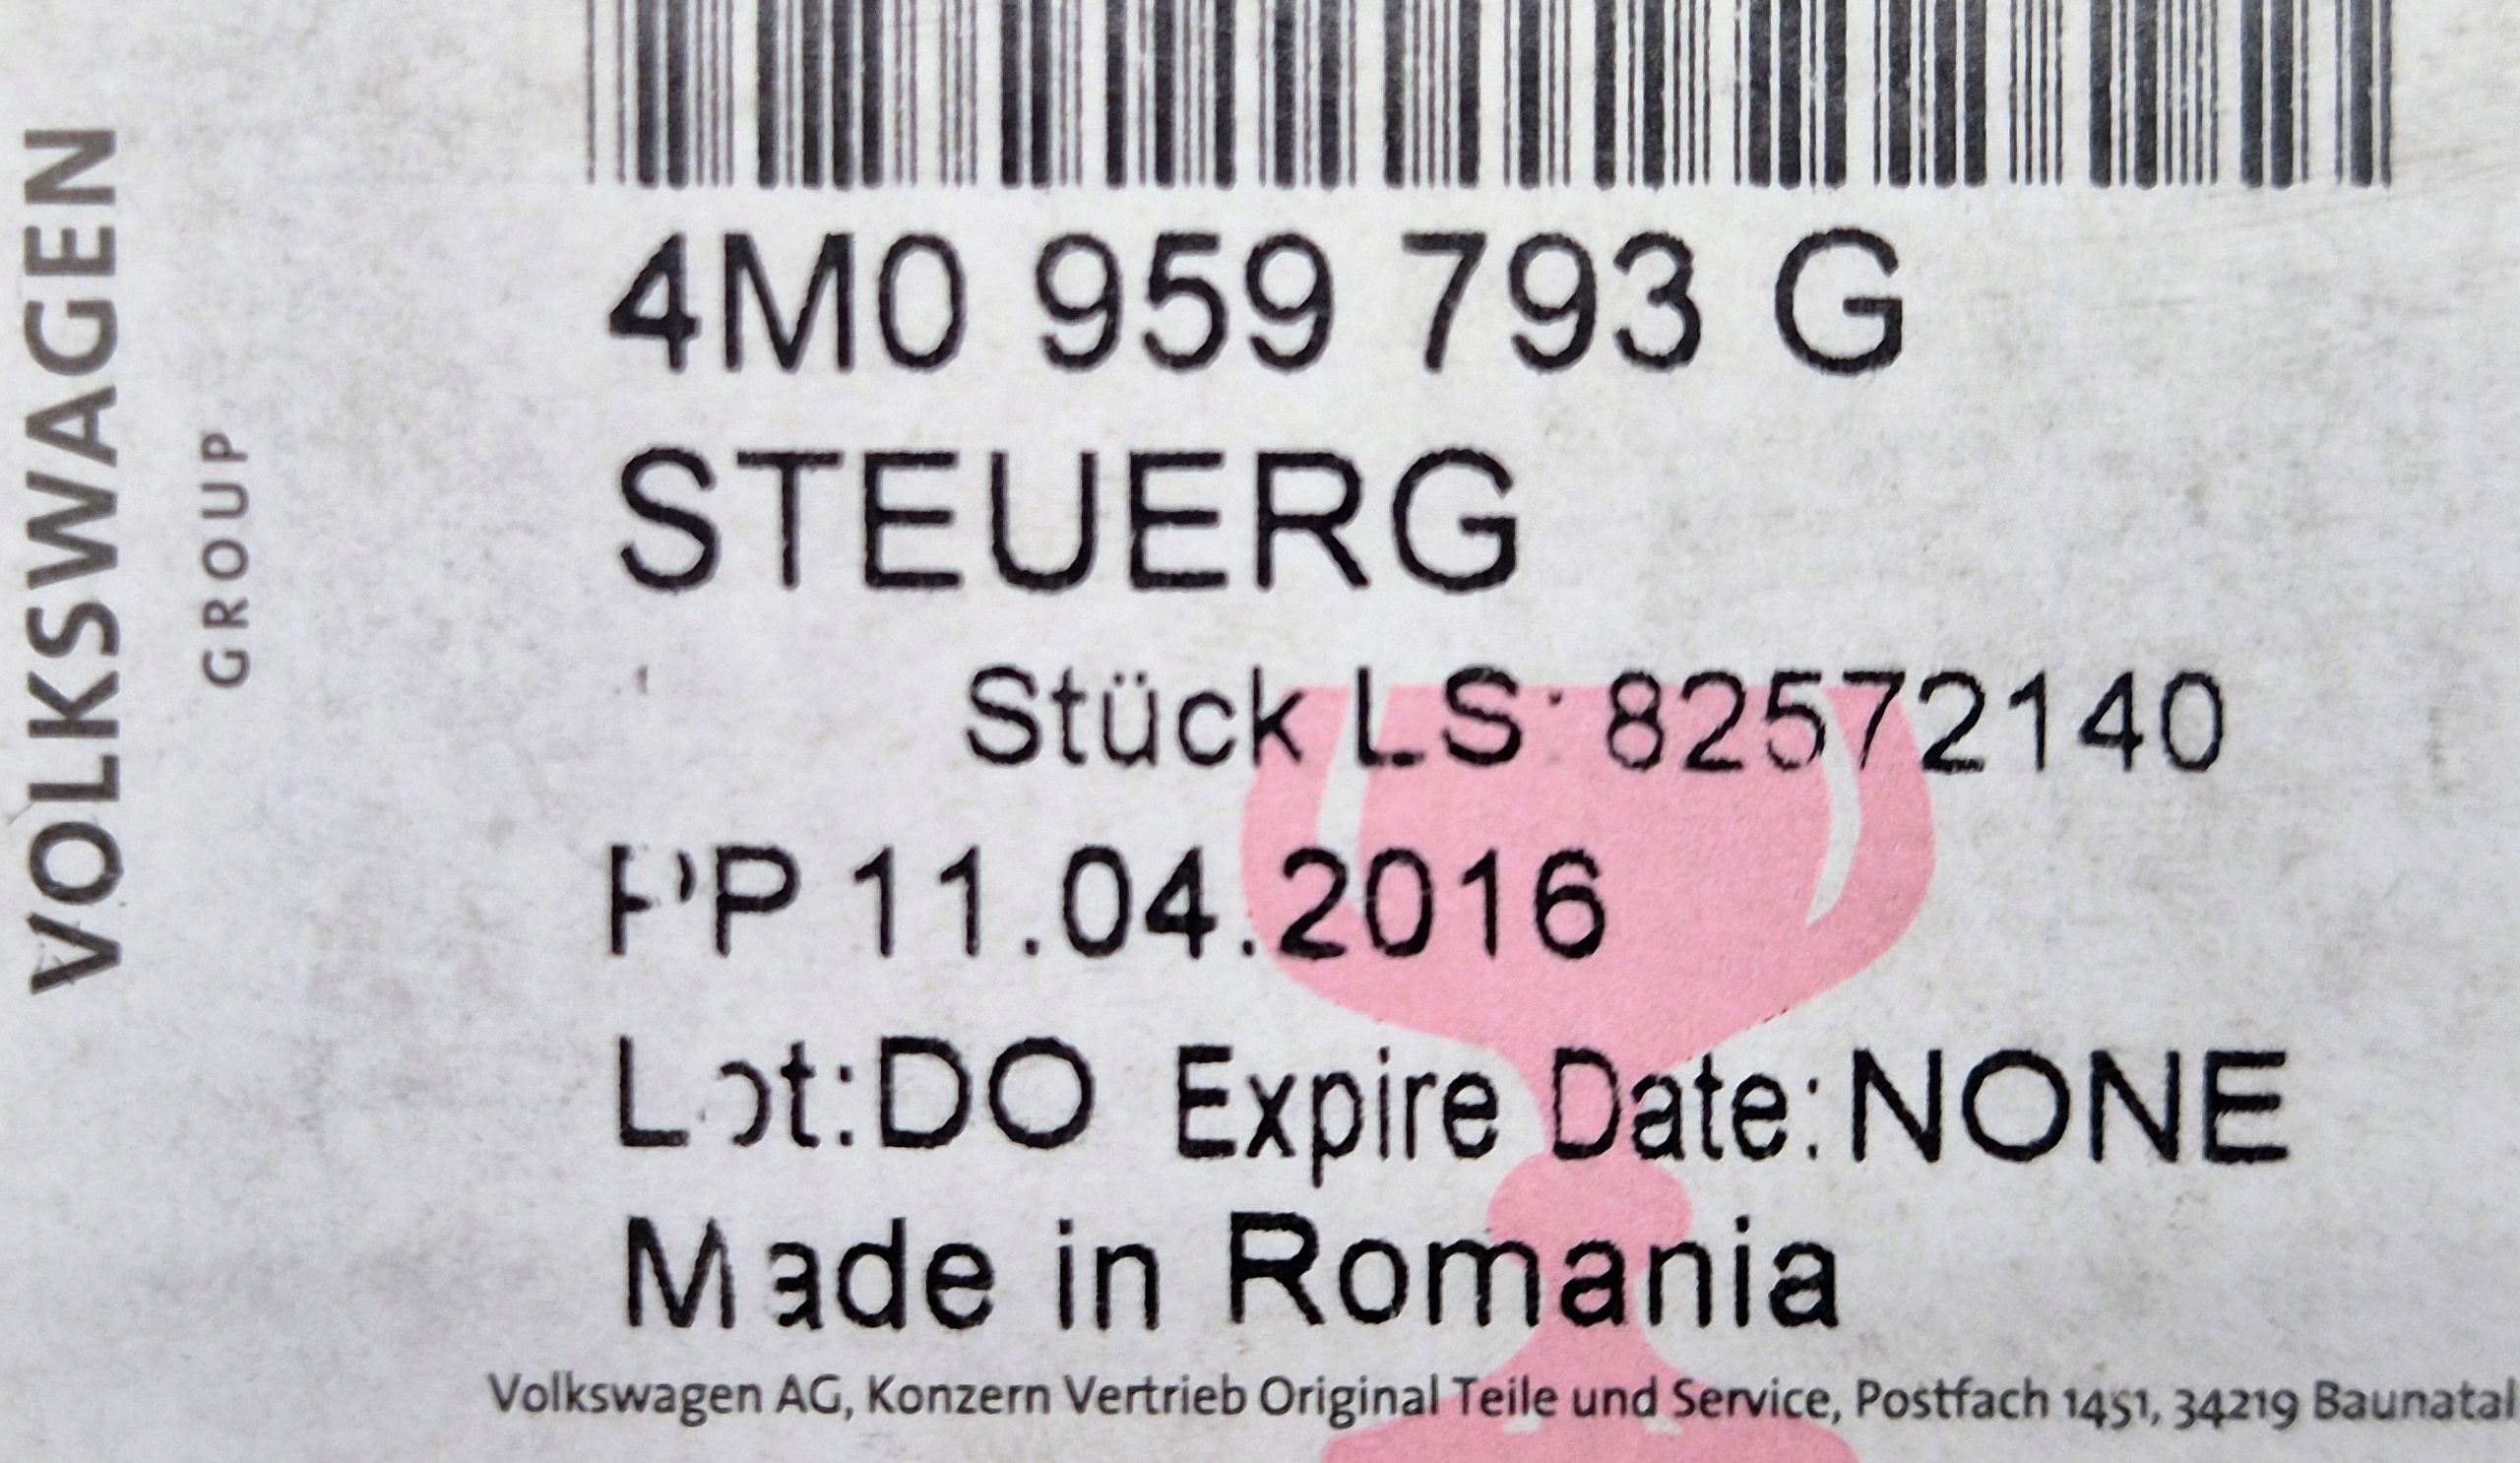 VOLKSWAGEN
GROUP
4M0 959 793 G
STEUERG
Stück LS: 82572140
PP 11.04.2016
Lot:DO Expire Date:NONE
Made in Romania
Volkswagen AG, Konzern Vertrieb Original Teile und Service, Postfach 1451, 34219 Baunatal